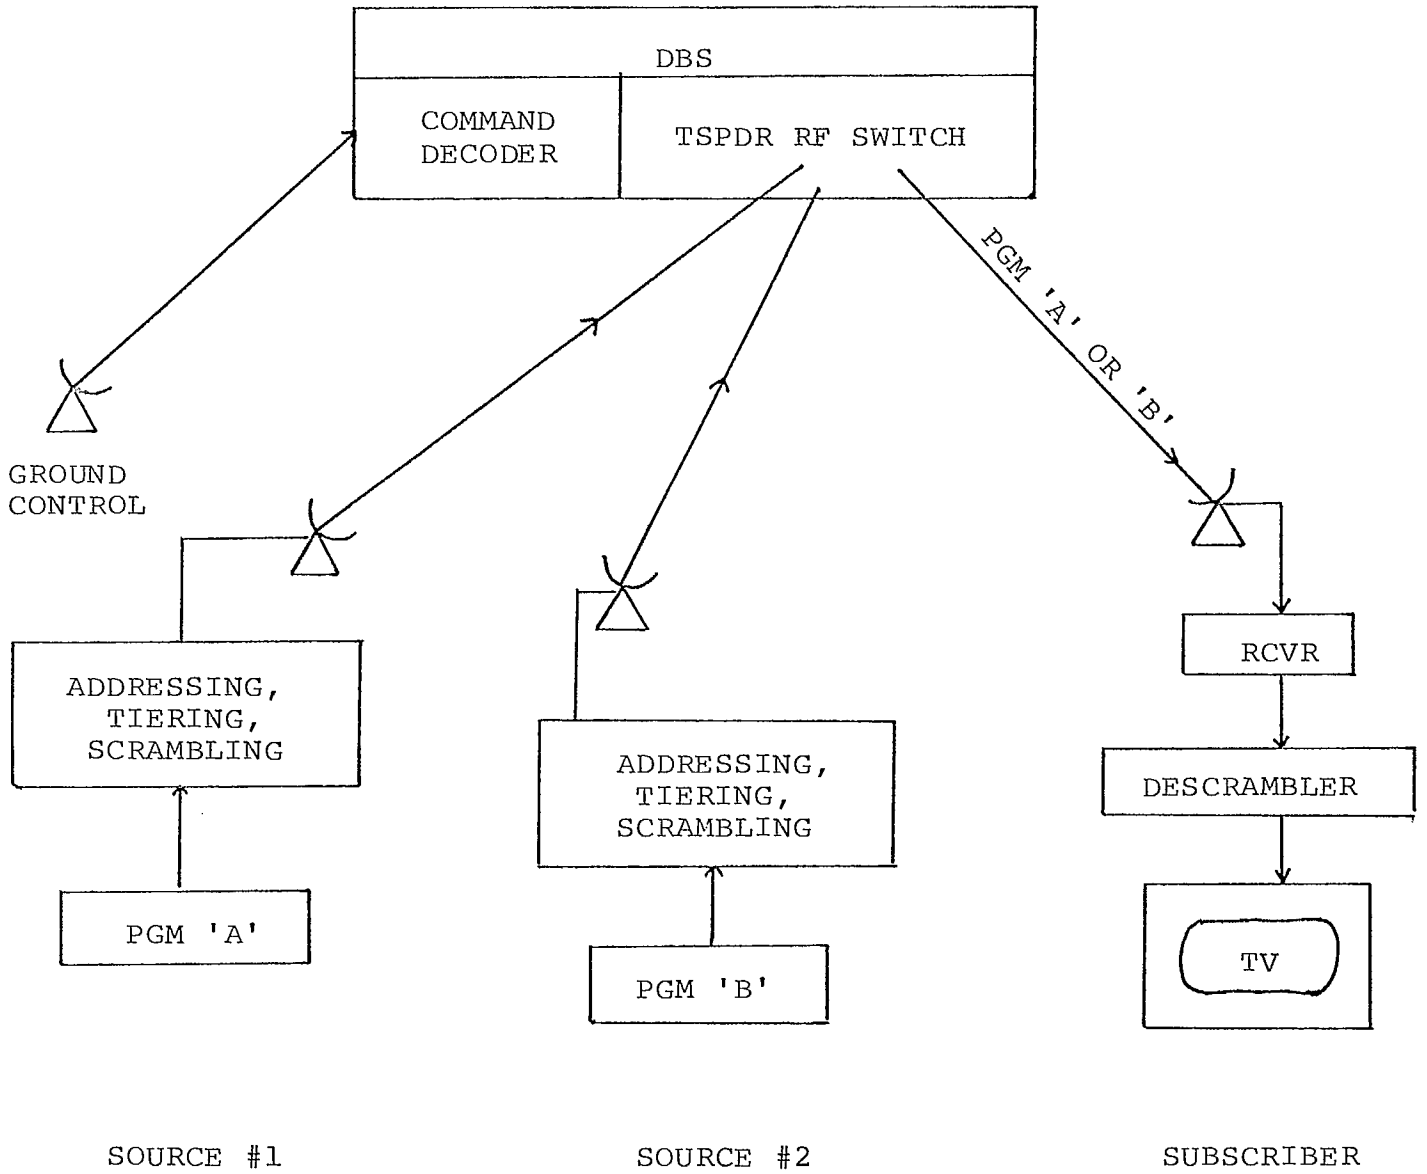 DBS
COMMAND
DECODER
TSPDR RF SWITCH
PGM 'A' OR 'B'
GROUND
CONTROL
ADDRESSING,
TIERING,
SCRAMBLING
PGM 'A'
ADDRESSING,
TIERING,
SCRAMBLING
PGM 'B'
RCVR
DESCRAMBLER
TV
SOURCE #1
SOURCE #2
SUBSCRIBER